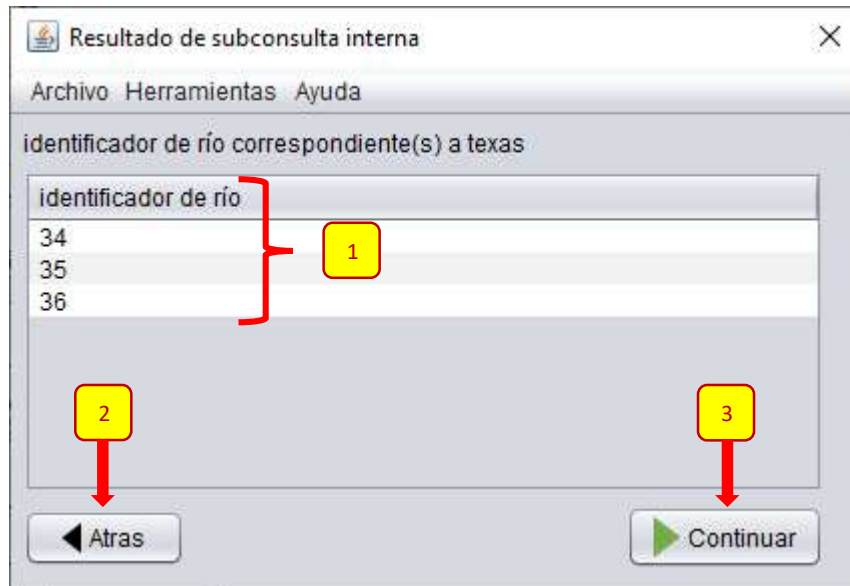 Resultado de subconsulta interna
Archivo Herramientas Ayuda
identificador de río correspondiente(s) a texas
identificador de río
34
1
35
36
2
3
Atras
Continuar